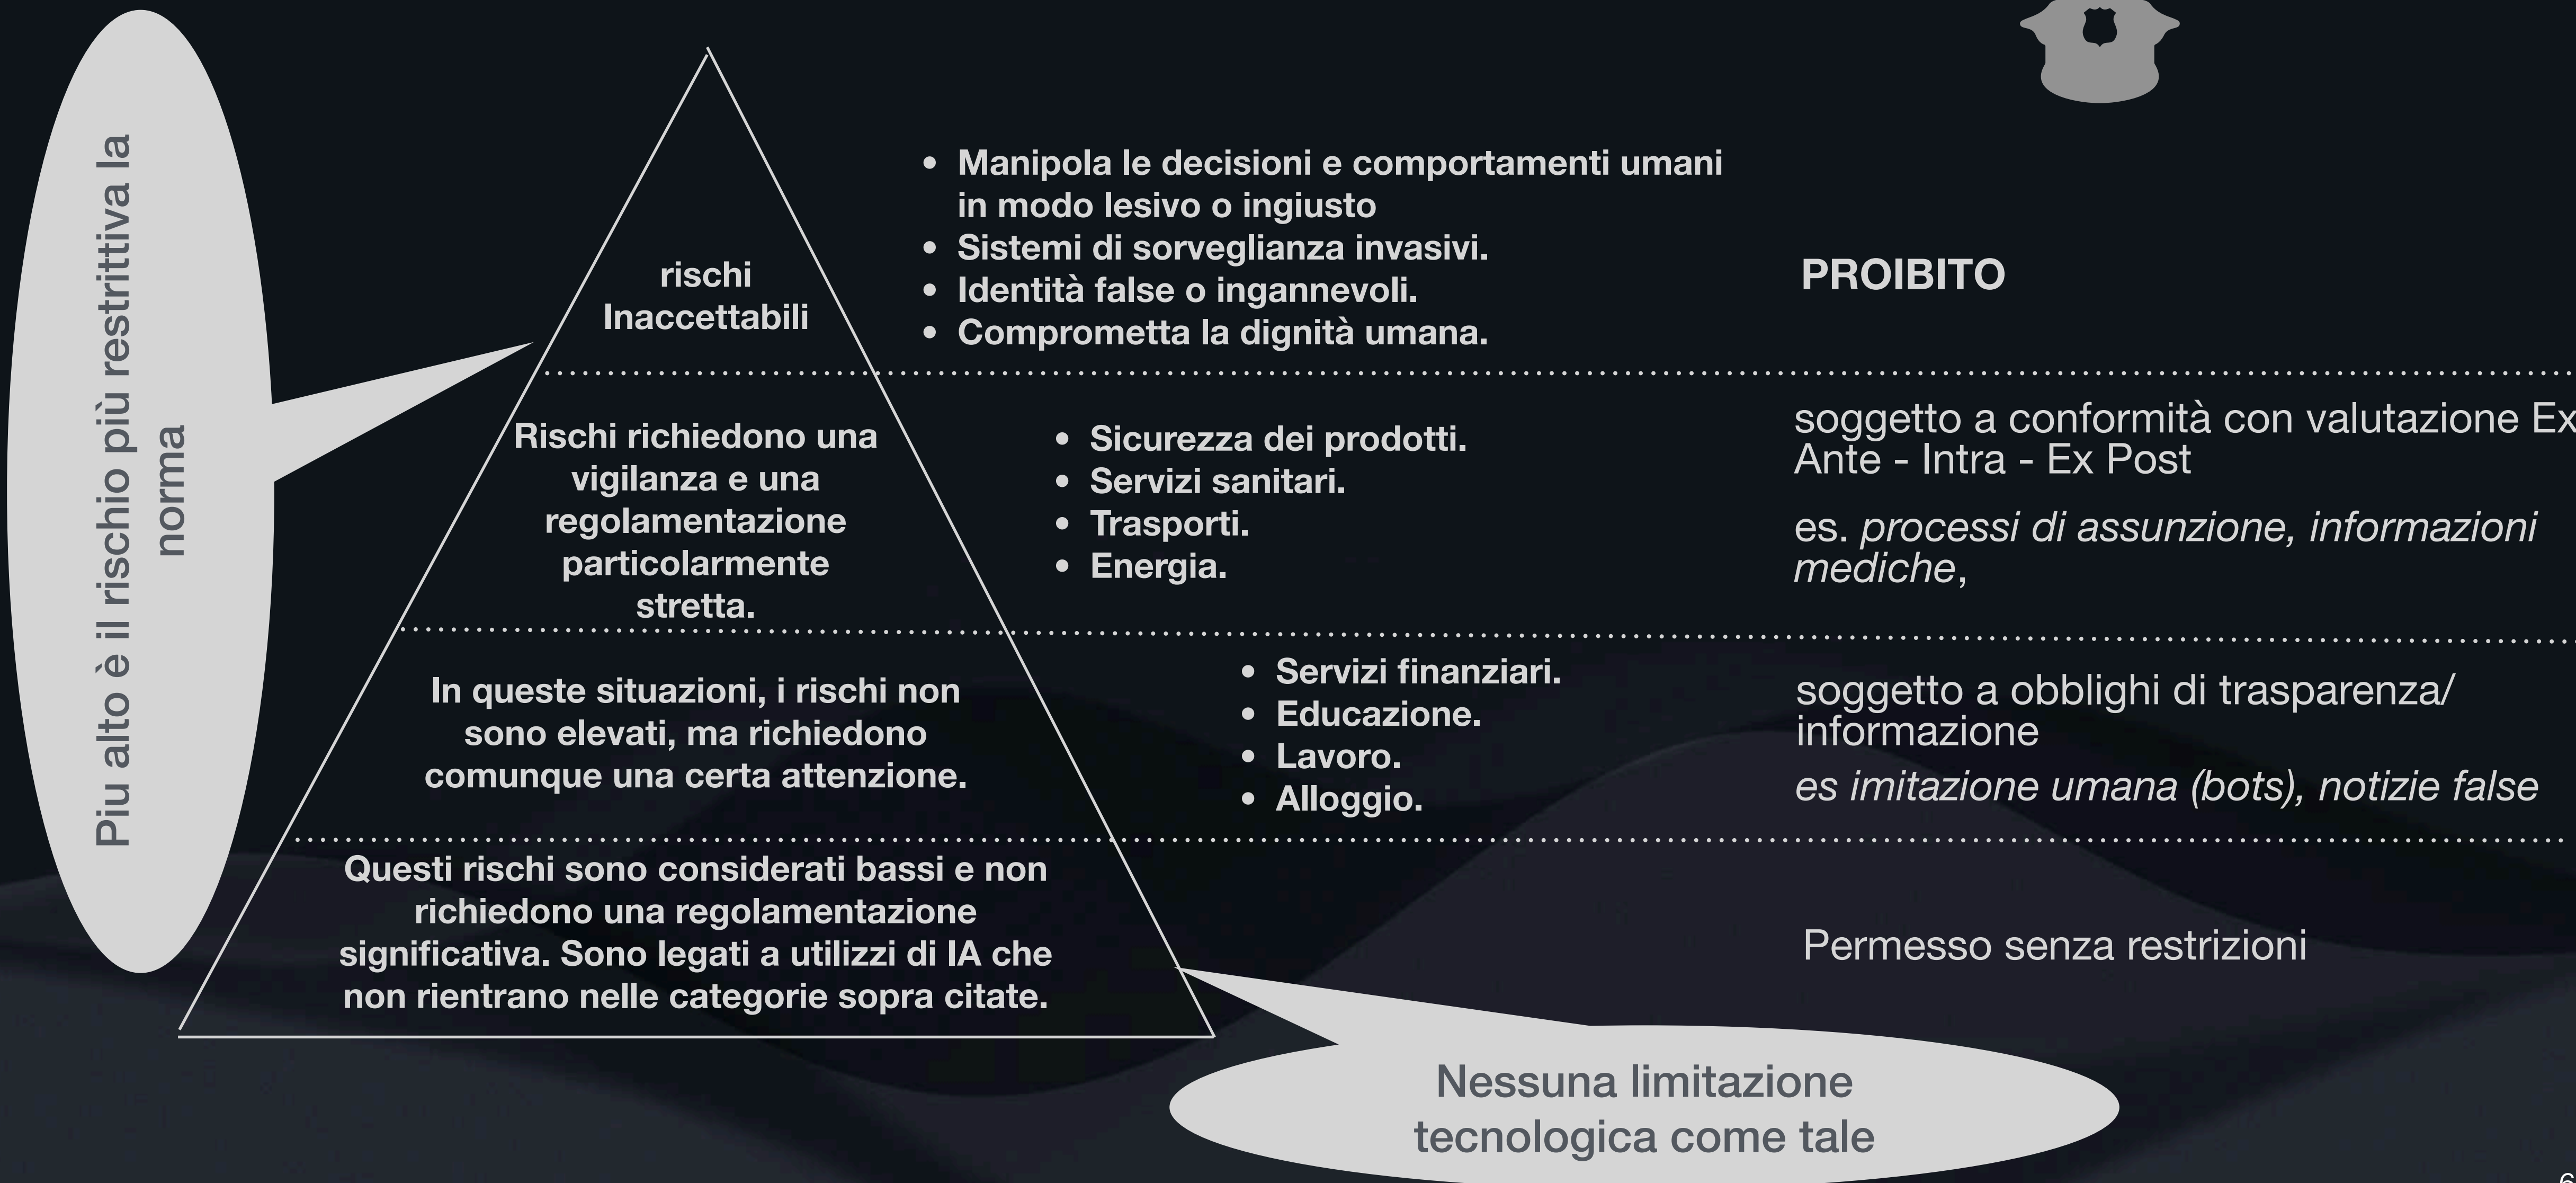 Piu alto è il rischio più restrittiva la
norma
rischi
Inaccettabili
• Manipola le decisioni e comportamenti umani
in modo lesivo o ingiusto
• Sistemi di sorveglianza invasivi.
• Identità false o ingannevoli.
• Comprometta la dignità umana.
PROIBITO
Rischi richiedono una
vigilanza e una
regolamentazione
particolarmente
stretta.
• Sicurezza dei prodotti.
• Servizi sanitari.
• Trasporti.
• Energia.
soggetto a conformità con valutazione Ex
Ante - Intra - Ex Post
es. processi di assunzione, informazioni
mediche,
In queste situazioni, i rischi non
sono elevati, ma richiedono
comunque una certa attenzione.
• Servizi finanziari.
• Educazione.
• Lavoro.
• Alloggio.
soggetto a obblighi di trasparenza/
informazione
es imitazione umana (bots), notizie false
Questi rischi sono considerati bassi e non
richiedono una regolamentazione
significativa. Sono legati a utilizzi di IA che
non rientrano nelle categorie sopra citate.
Permesso senza restrizioni
Nessuna limitazione
tecnologica come tale